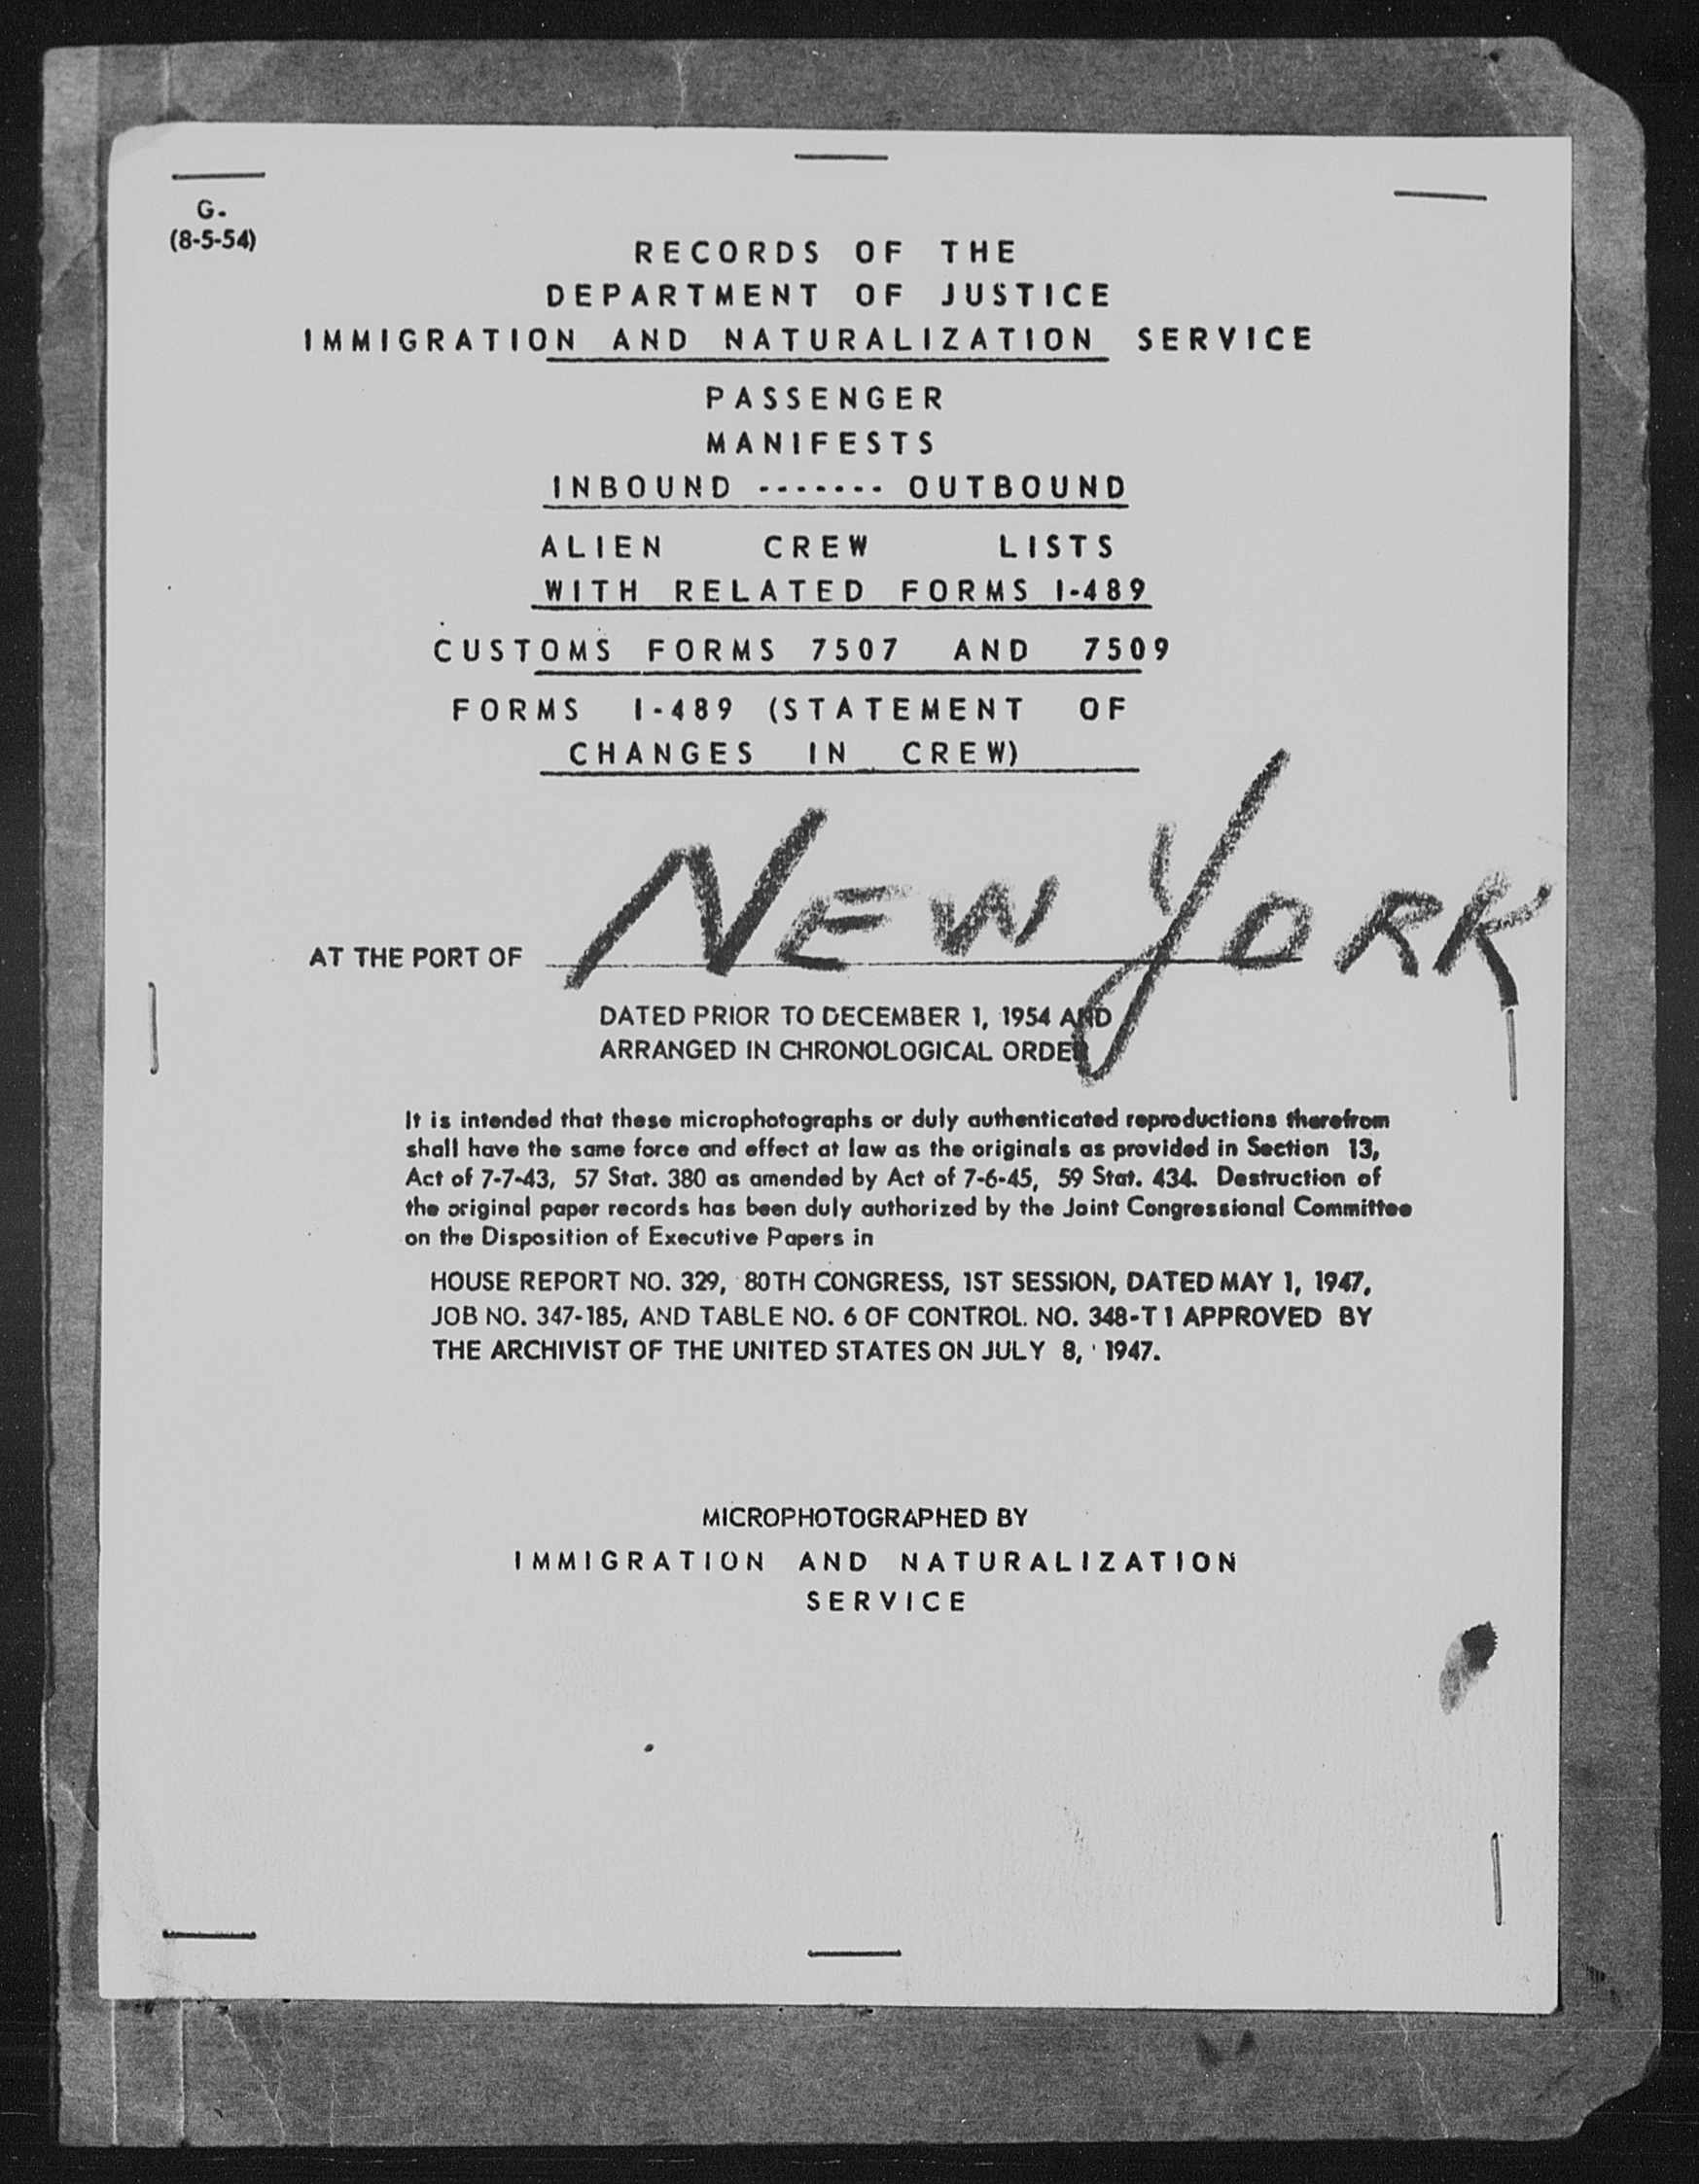 G-
(8-5-54)
RECORDS OF THE
DEPARTMENT OF JUSTICE
IMMIGRATION AND NATURALIZATION SERVICE
PASSENGER
MANIFESTS
INBOUND ------- OUTBOUND
ALIEN CREW LISTS
WITH RELATED FORMS I-489
CUSTOMS FORMS 7507 AND 7509
FORMS I-489 (STATEMENT OF
CHANGES IN CREW)
AT THE PORT OF NEW YORK
DATED PRIOR TO DECEMBER 1, 1954 AND
ARRANGED IN CHRONOLOGICAL ORDER
It is intended that these microphotographs or duly authenticated reproductions therefrom
shall have the same force and effect at law as the originals as provided in Section 13,
Act of 7-7-43, 57 Stat. 380 as amended by Act of 7-6-45, 59 Stat. 434. Destruction of
the original paper records has been duly authorized by the Joint Congressional Committee
on the Disposition of Executive Papers in
HOUSE REPORT NO. 329, 80TH CONGRESS, 1ST SESSION, DATED MAY 1, 1947,
JOB NO. 347-185, AND TABLE NO. 6 OF CONTROL NO. 348-T1 APPROVED BY
THE ARCHIVIST OF THE UNITED STATES ON JULY 8, 1947.
MICROPHOTOGRAPHED BY
IMMIGRATION AND NATURALIZATION
SERVICE